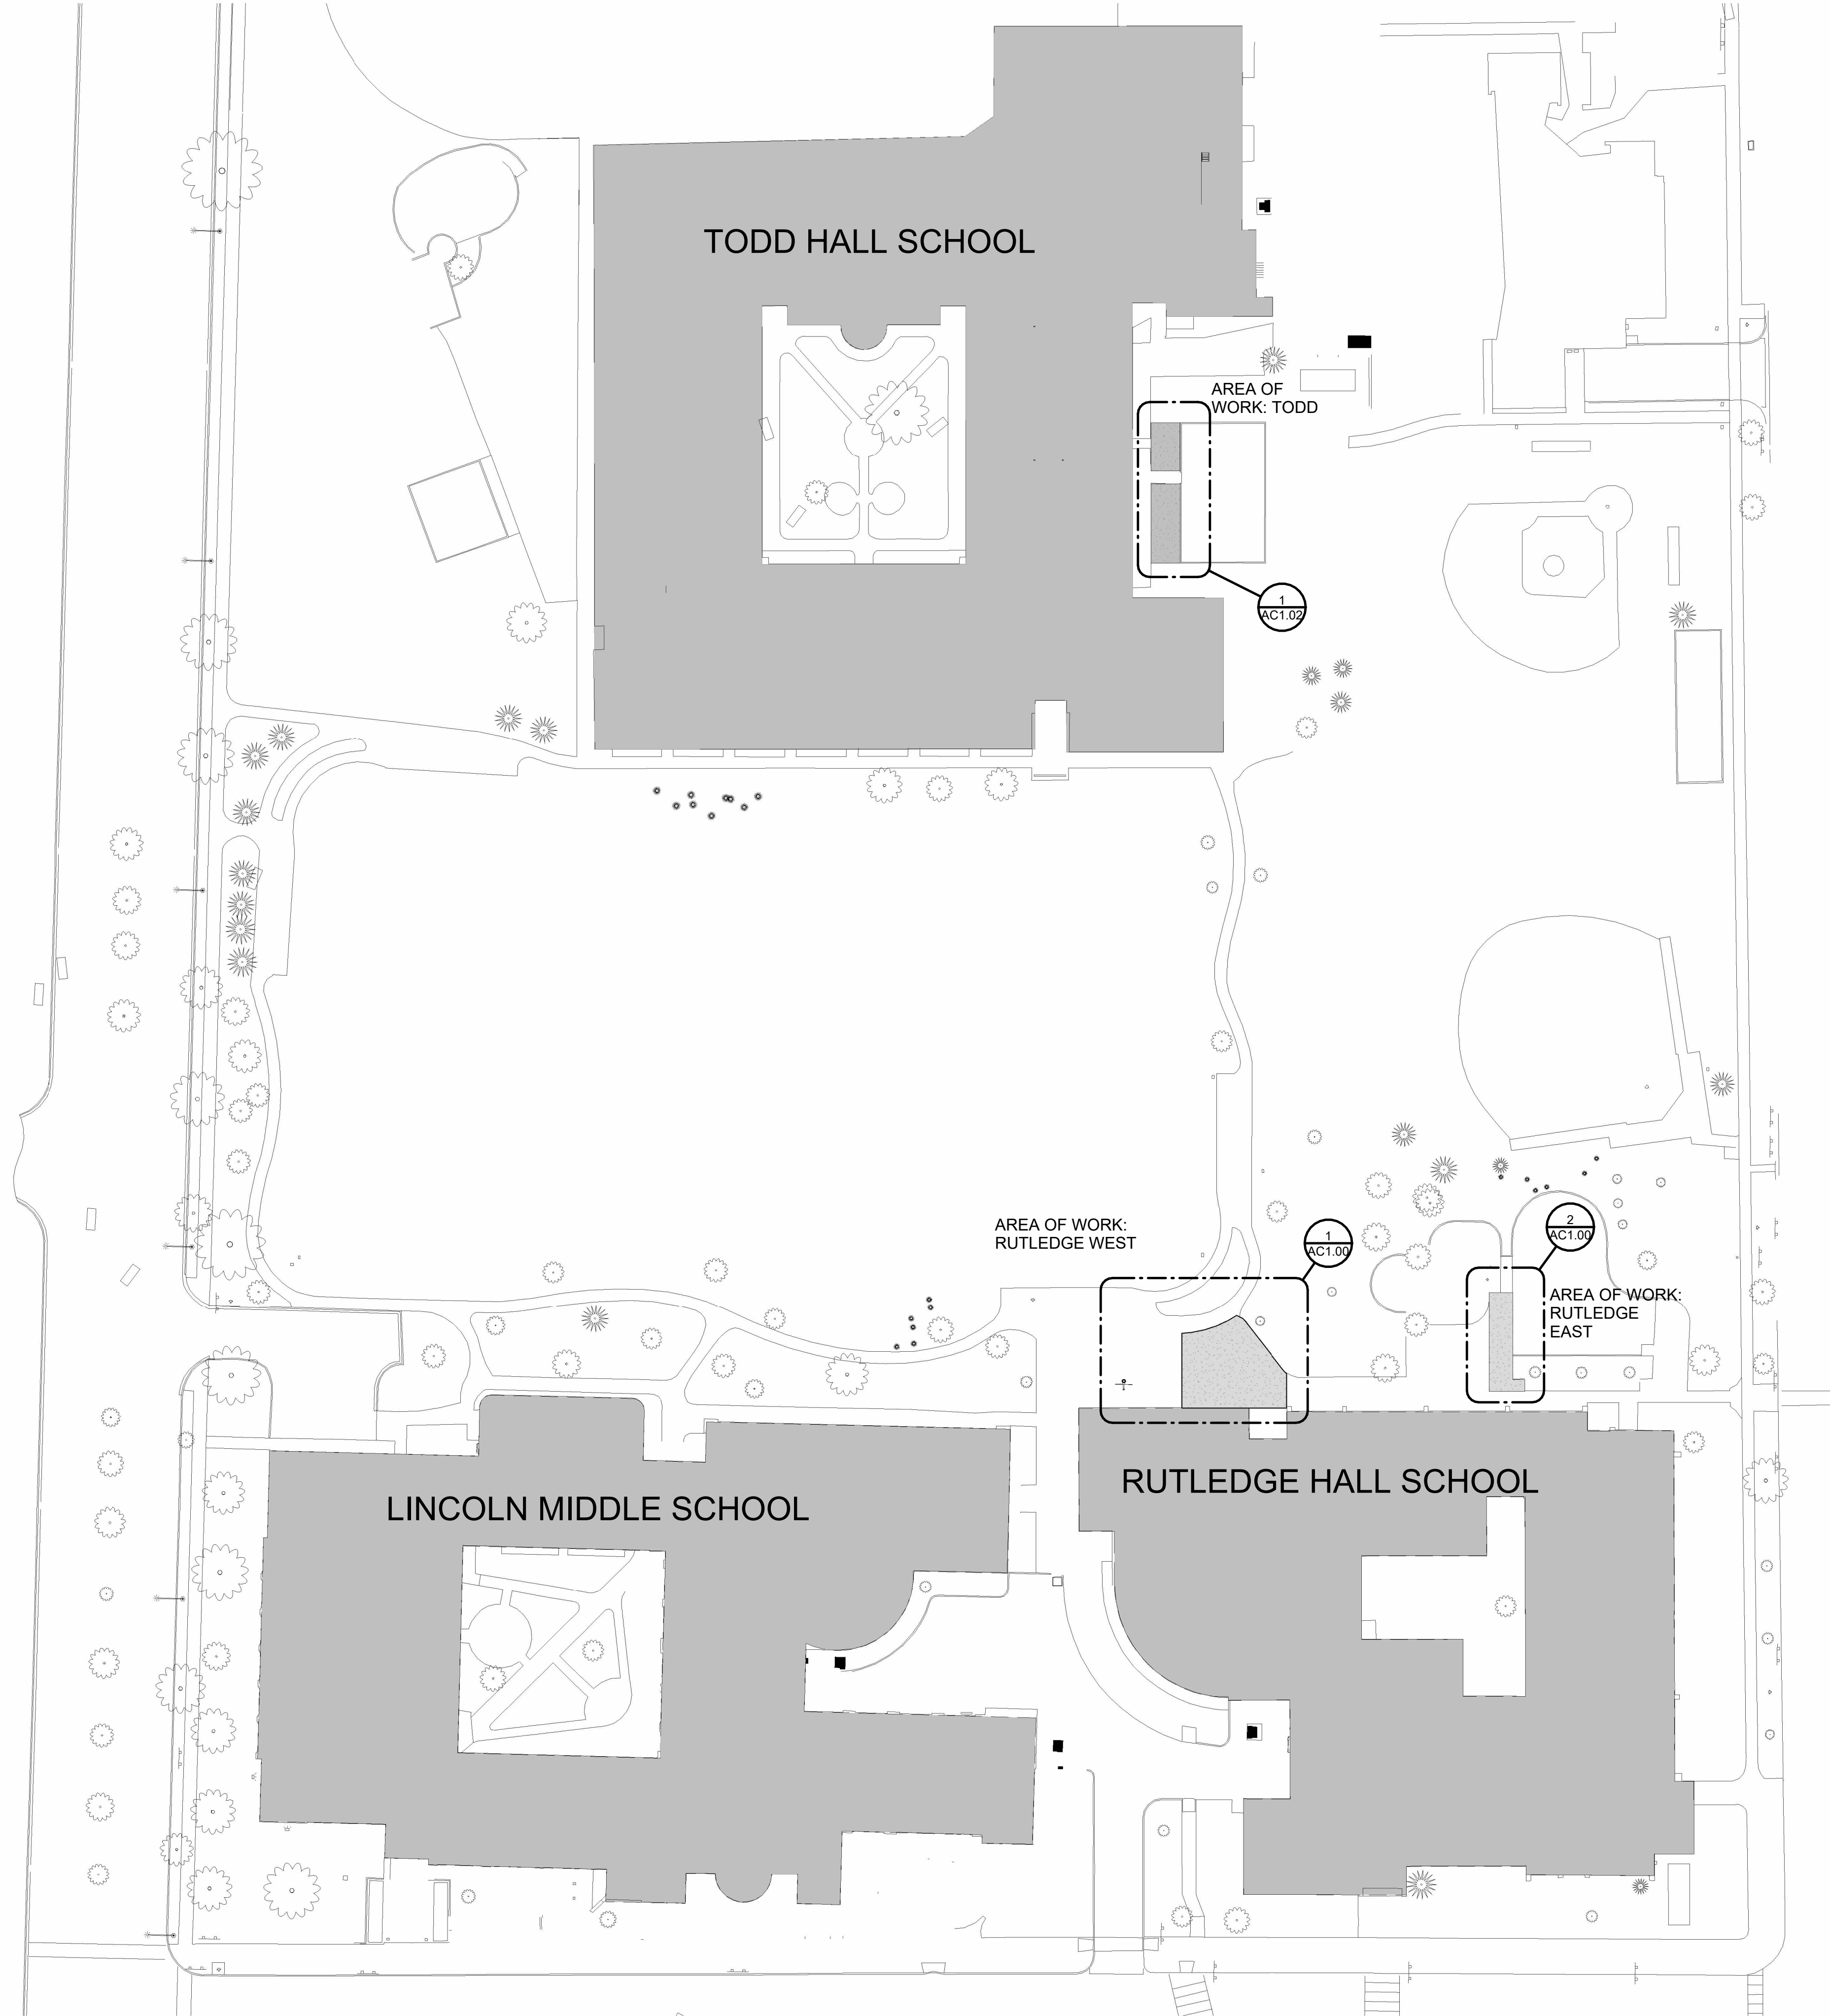 TODD HALL SCHOOL
AREA OF
WORK: TODD
1
AC1.02
AREA OF WORK:
RUTLEDGE WEST
1
AC1.00
2
AC1.00
AREA OF WORK:
RUTLEDGE
EAST
RUTLEDGE HALL SCHOOL
LINCOLN MIDDLE SCHOOL